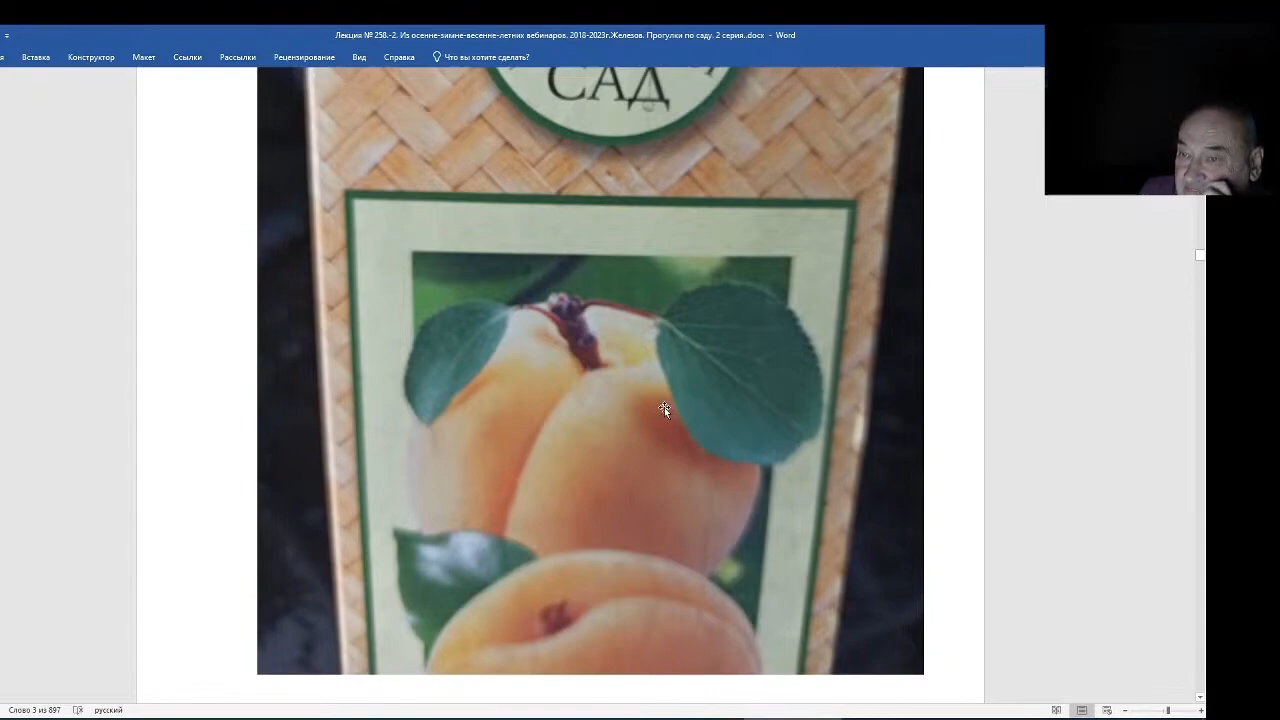 Лекция № 258.-2. Из осенне-зимне-весенне-летних вебинаров. 2018-2023г.Железов. Прогулки по саду. 2 серия..docx - Word
Вставка Конструктор Макет Ссылки Рассылки Рецензирование Вид Справка Что вы хотите сделать?
САД
Слово 3 из 897 русский